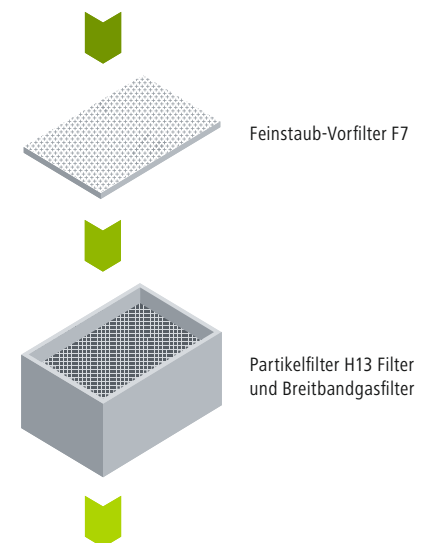 Feinstaub-Vorfilter F7
Partikelfilter H13 Filter
und Breitbandgasfilter